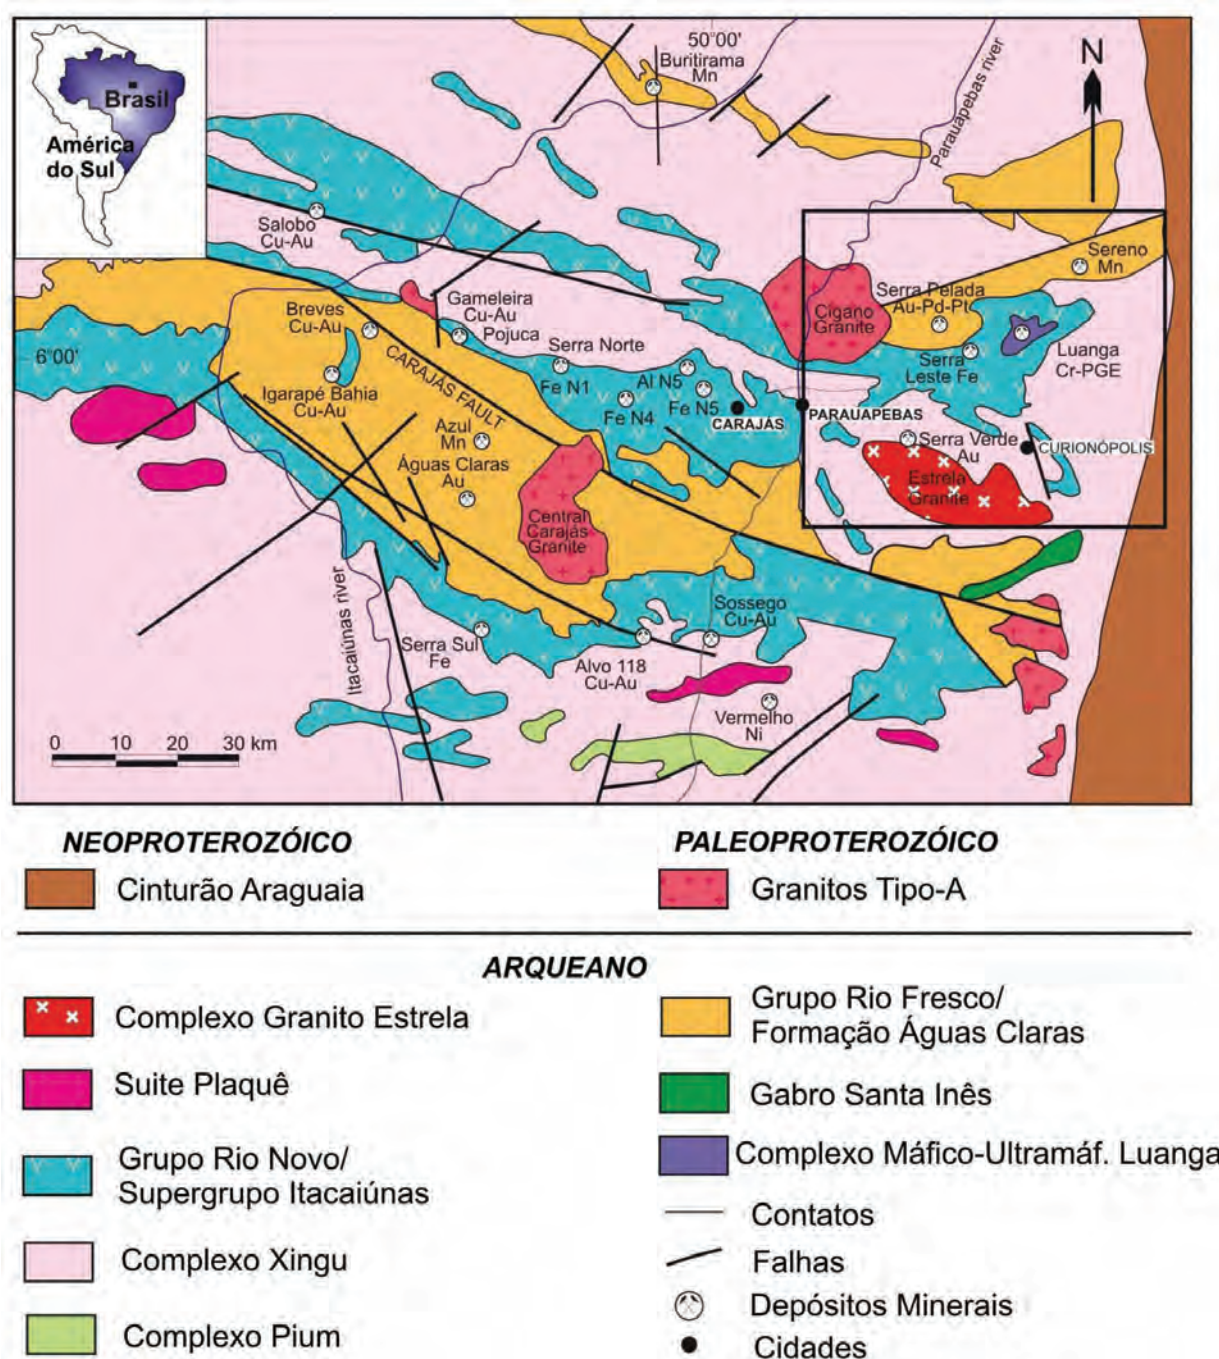 Brasil
América
do Sul
50°00'
Buritirama
Mn
Parauapebas river
N
Salobo
Cu-Au
Sereno
Mn
Gameleira
Cu-Au
Pojuca
Breves
Cu-Au
Cigano
Granite
Serra Pelada
Au-Pd-Pt
6°00'
CARAJÁS FAULT
Serra Norte
Fe N1
Al N5
Fe N4
Fe N5
Serra
Leste Fe
Luanga
Cr-PGE
Igarapé Bahia
Cu-Au
CARAJÁS
PARAUAPEBAS
Azul
Mn
Serra Verde
Au
CURIONÓPOLIS
Águas Claras
Au
Estrela
Granite
Central
Carajás
Granite
Itacaiúnas river
Sossego
Cu-Au
Serra Sul
Fe
Alvo 118
Cu-Au
Vermelho
Ni
0 10 20 30 km
NEOPROTEROZÓICO
Cinturão Araguaia
PALEOPROTEROZÓICO
Granitos Tipo-A
ARQUEANO
Complexo Granito Estrela
Suite Plaquê
Grupo Rio Novo/
Supergrupo Itacaiúnas
Complexo Xingu
Complexo Pium
Grupo Rio Fresco/
Formação Águas Claras
Gabro Santa Inês
Complexo Máfico-Ultramáf. Luanga
Contatos
Falhas
Depósitos Minerais
Cidades